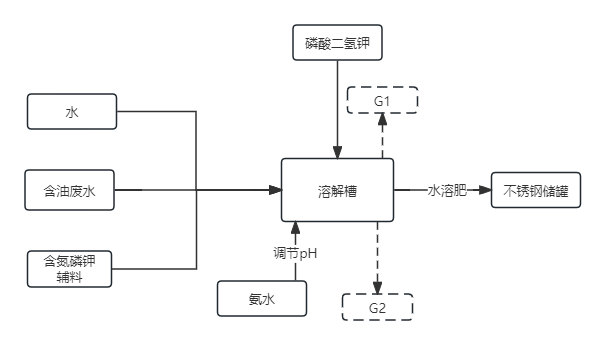 磷酸二氢钾
G1
水
含油废水
溶解槽
水溶肥
不锈钢储罐
含氮磷钾
辅料
调节pH
氨水
G2